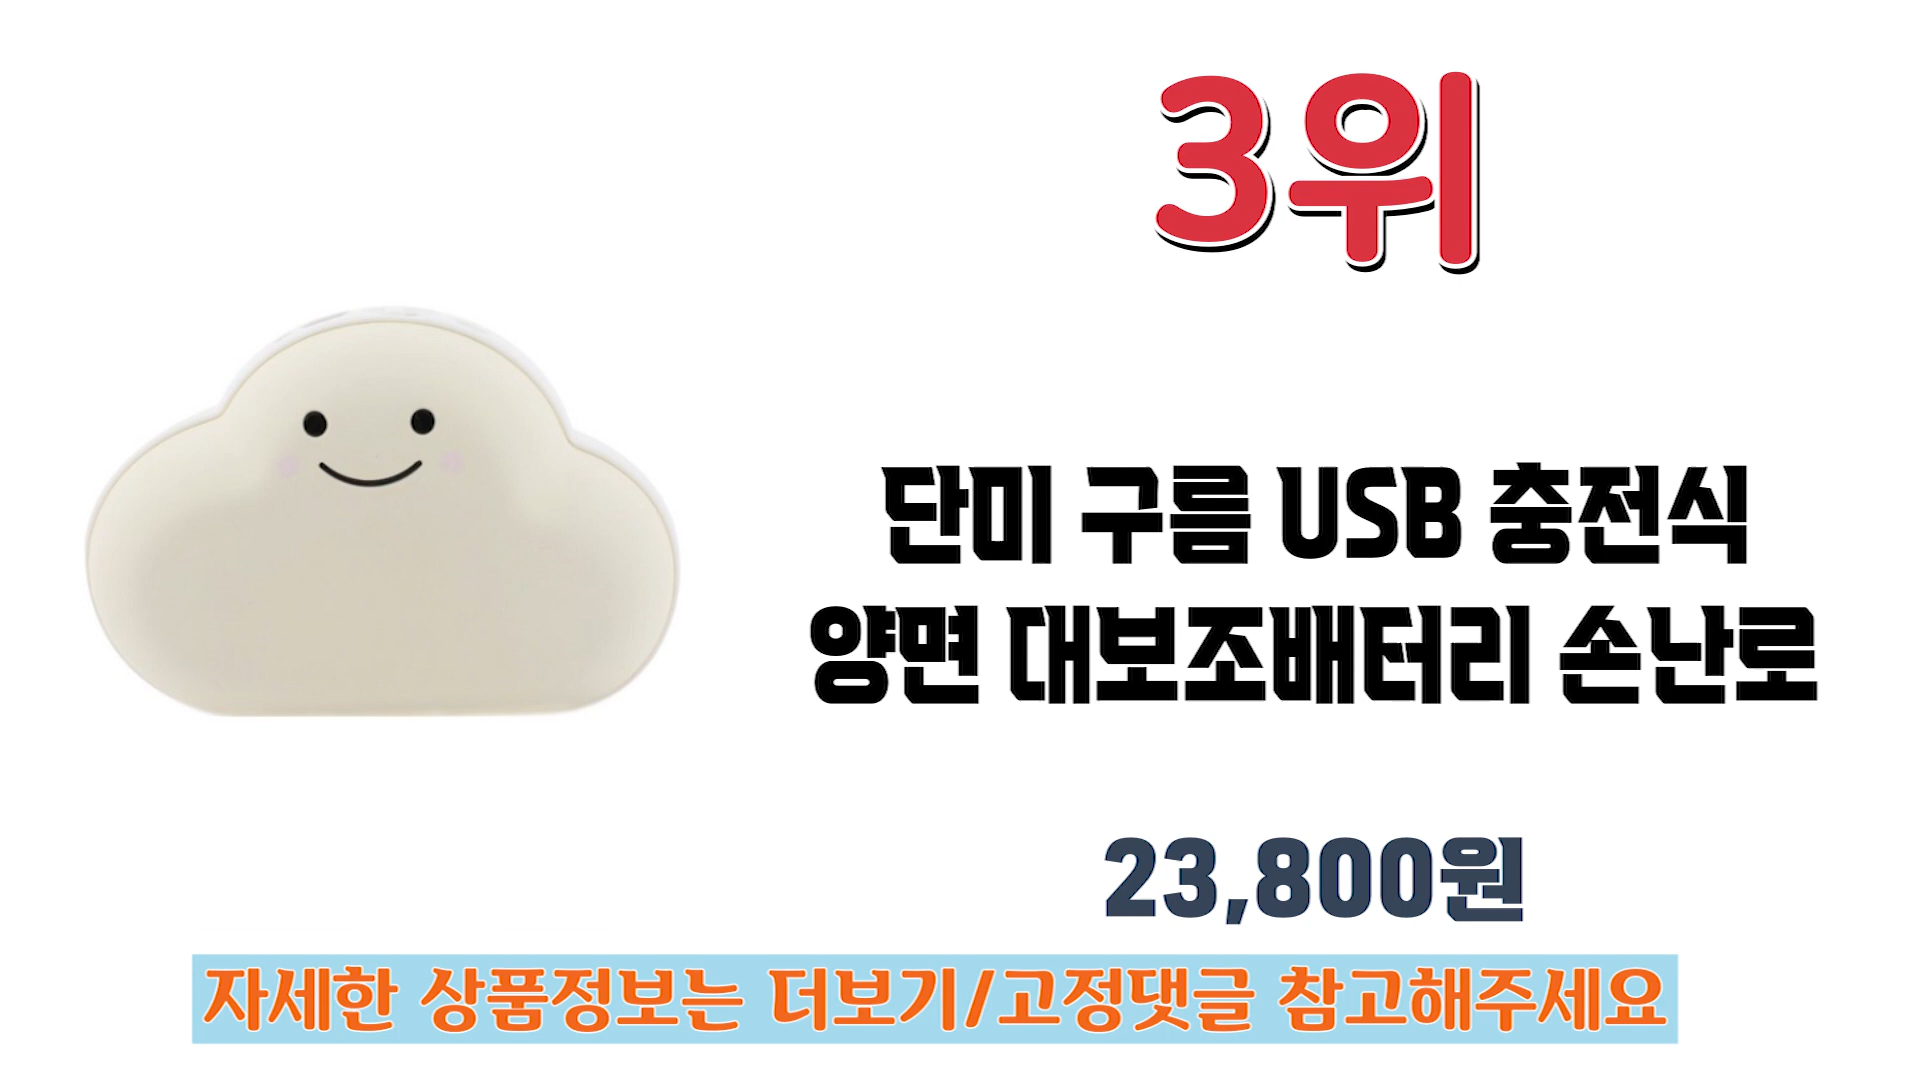 3위
단미 구름 USB 충전식
양면 대보조배터리 손난로
23,800원
자세한 상품정보는 더보기/고정댓글 참고해주세요